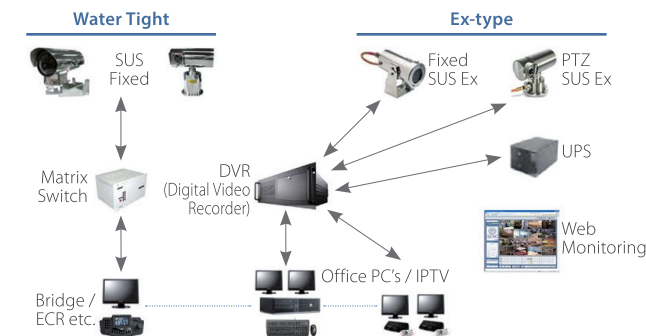 Water Tight
Ex-type
SUS
Fixed
Fixed
SUS Ex
PTZ
SUS Ex
Matrix
Switch
DVR
(Digital Video
Recorder)
UPS
Web
Monitoring
Office PC's / IPTV
Bridge /
ECR etc.